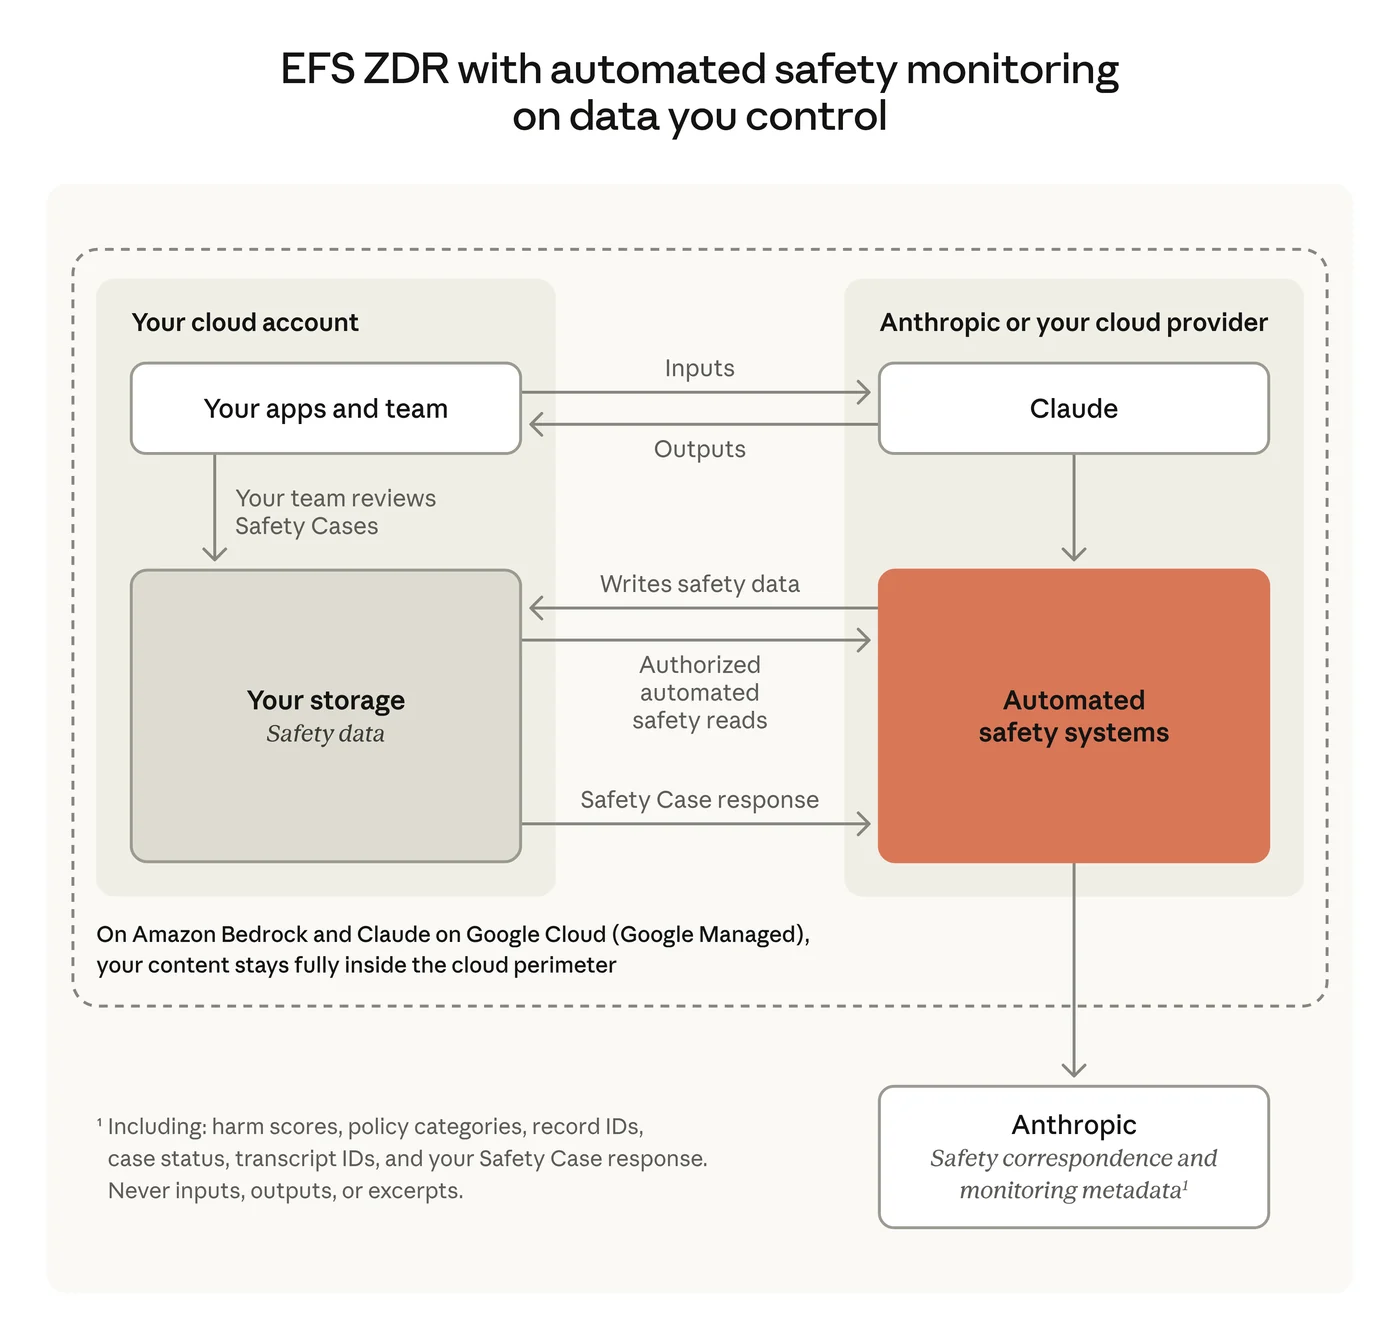 EFS ZDR with automated safety monitoring
on data you control
Your cloud account
Anthropic or your cloud provider
Your apps and team
Inputs
Outputs
Claude
Your team reviews
Safety Cases
Writes safety data
Authorized
automated
safety reads
Your storage
Safety data
Automated
safety systems
Safety Case response
On Amazon Bedrock and Claude on Google Cloud (Google Managed),
your content stays fully inside the cloud perimeter
¹ Including: harm scores, policy categories, record IDs,
case status, transcript IDs, and your Safety Case response.
Never inputs, outputs, or excerpts.
Anthropic
Safety correspondence and
monitoring metadata¹